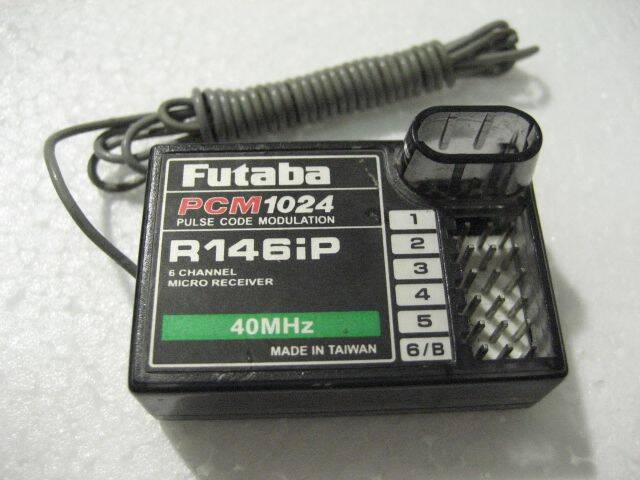 Futaba
PCM1024
PULSE CODE MODULATION
R146iP
6 CHANNEL
MICRO RECEIVER
40MHz
MADE IN TAIWAN
1
2
3
4
5
6/B